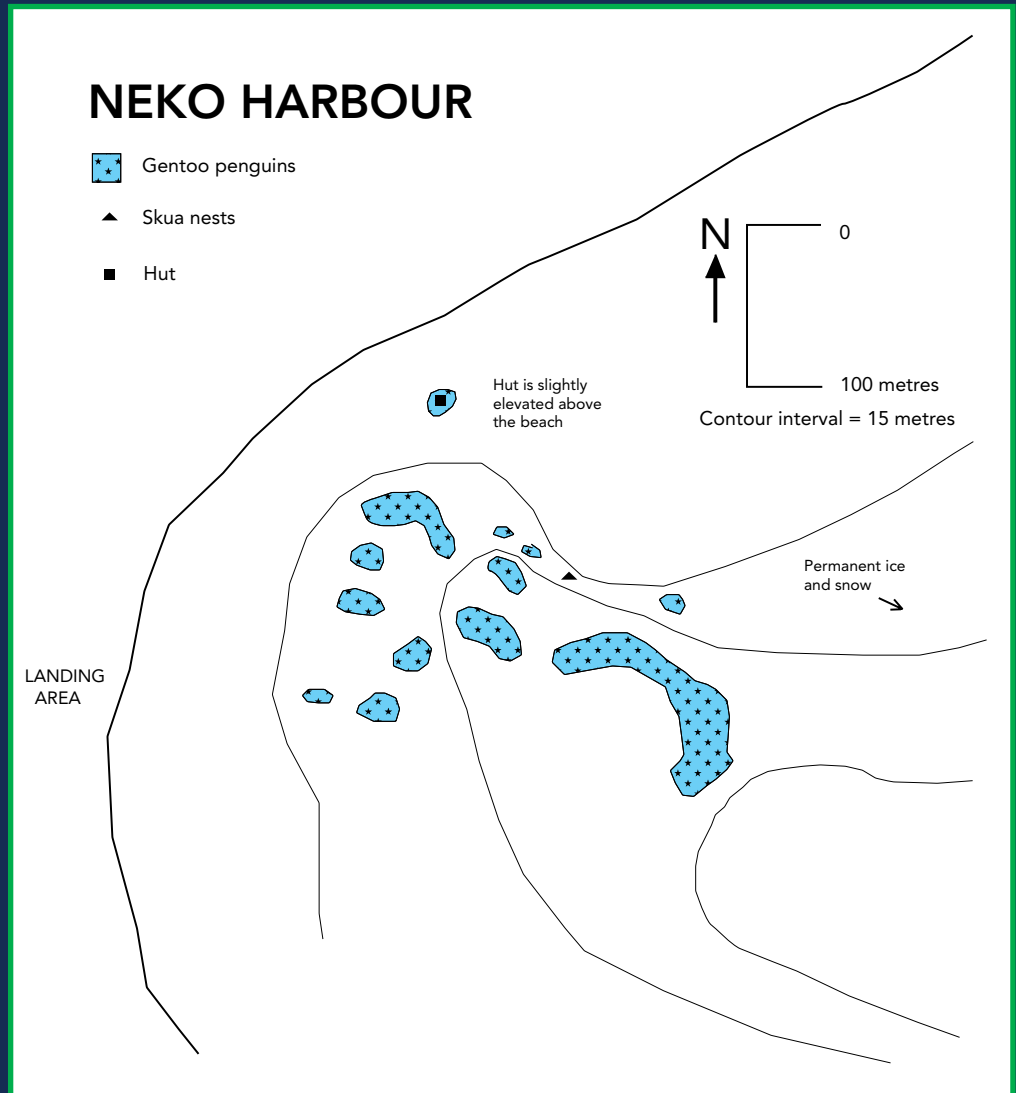 NEKO HARBOUR
Gentoo penguins
Skua nests
Hut
N
0
100 metres
Contour interval = 15 metres
Hut is slightly
elevated above
the beach
Permanent ice
and snow
LANDING
AREA